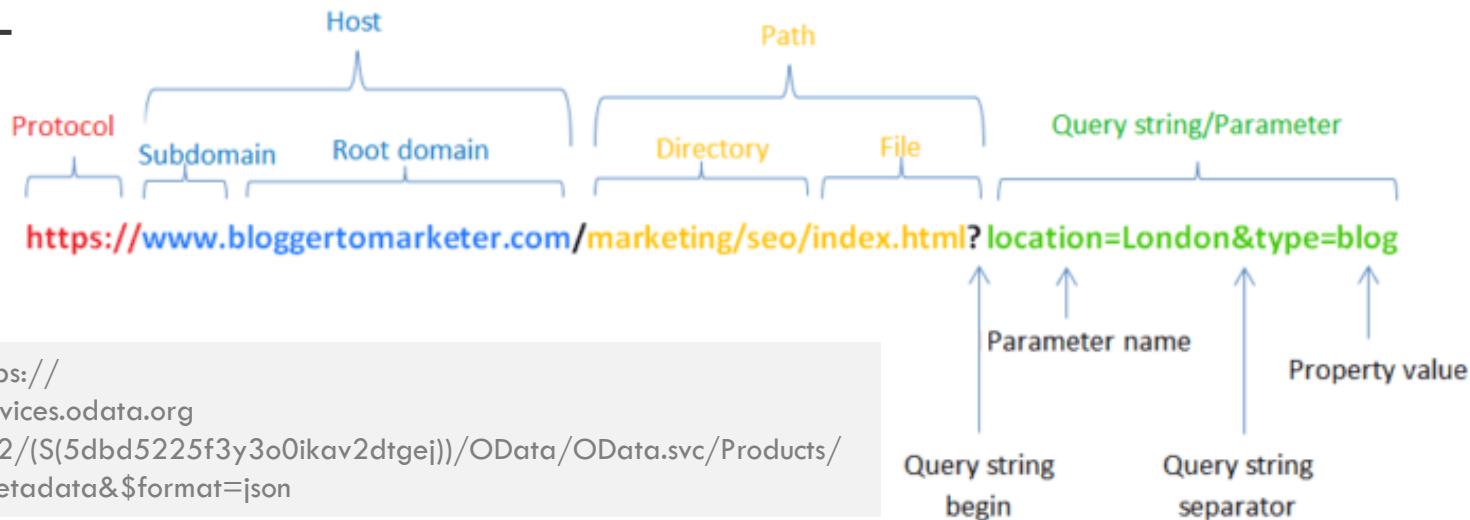 Host
Path
Protocol
Query string/Parameter
Subdomain
Root domain
Directory
File
https://www.bloggertomarketer.com/marketing/seo/index.html?location=London&type=blog
Parameter name
Property value
ps://
vices.odata.org
2/(S(5dbd5225f3y3o0ikav2dtgej))/OData/OData.svc/Products/
etadata&$format=json
Query string
begin
Query string
separator